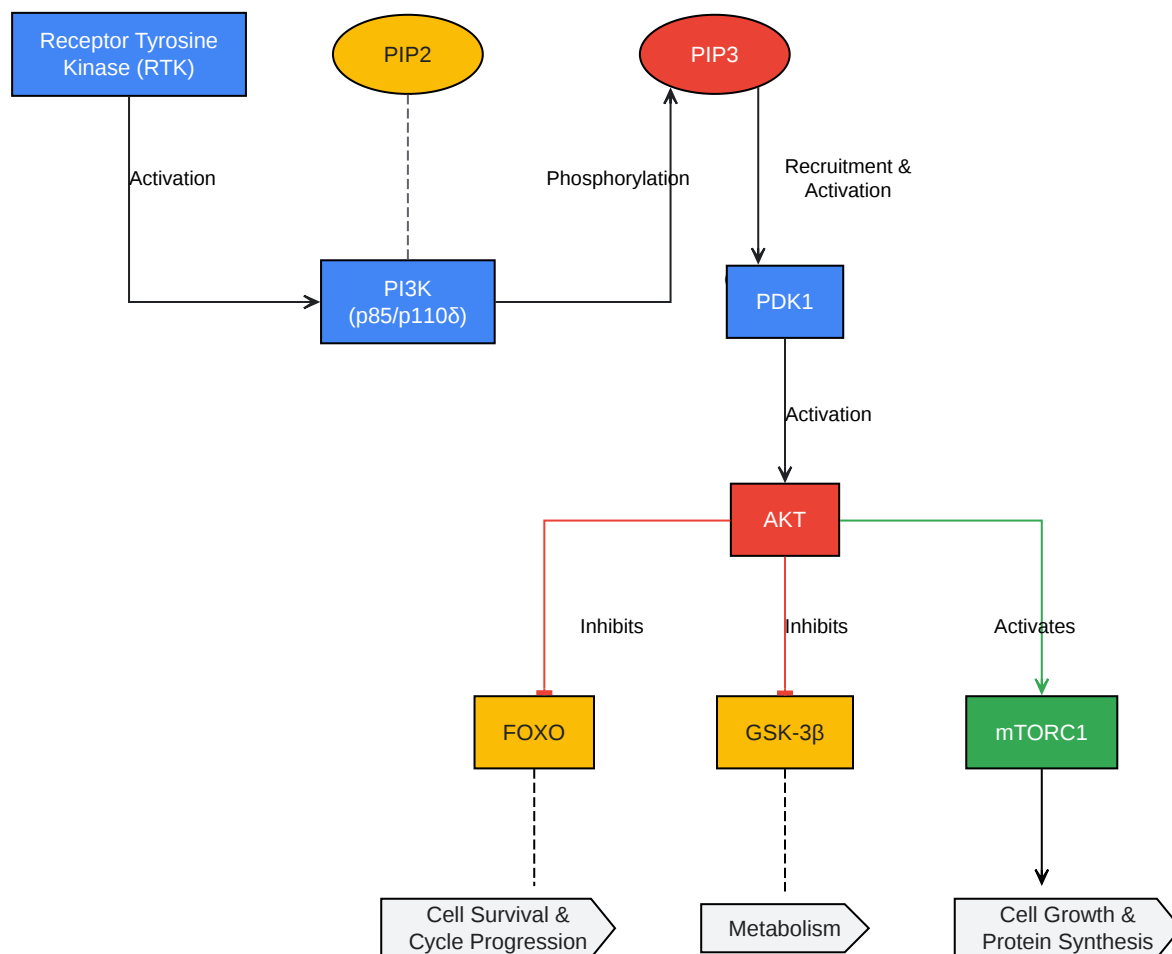 Receptor Tyrosine
Kinase (RTK)
PIP2
PIP3
Activation
Phosphorylation
Recruitment &
Activation
PI3K
(p85/p110δ)
PDK1
Activation
AKT
Inhibits
Inhibits
Activates
FOXO
GSK-3β
mTORC1
Cell Survival &
Cycle Progression
Metabolism
Cell Growth &
Protein Synthesis